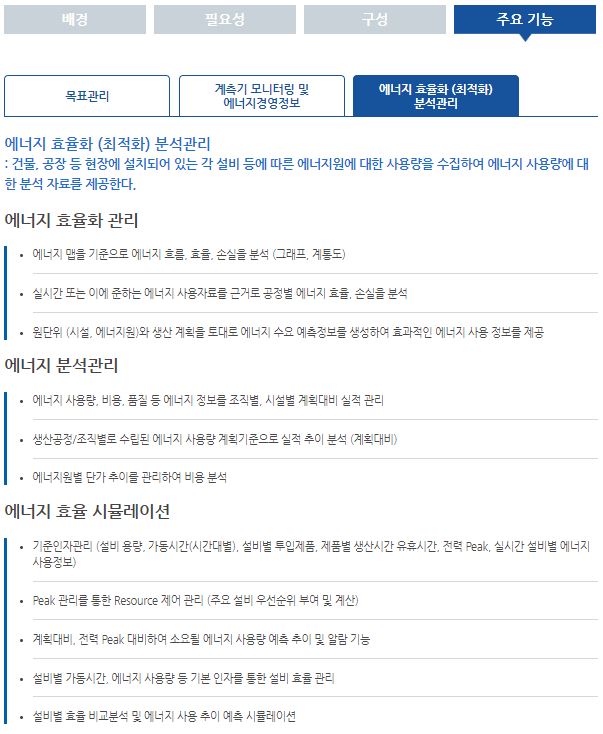 배경
필요성
구성
주요 기능
목표관리
계측기 모니터링 및
에너지경영정보
에너지 효율화 (최적화)
분석관리
에너지 효율화 (최적화) 분석관리
: 건물, 공장 등 현장에 설치되어 있는 각 설비 등에 따른 에너지원에 대한 사용량을 수집하여 에너지 사용량에 대
한 분석 자료를 제공한다.
에너지 효율화 관리
• 에너지 맵을 기준으로 에너지 흐름, 효율, 손실을 분석 (그래프, 계통도)
• 실시간 또는 이에 준하는 에너지 사용자료를 근거로 공정별 에너지 효율, 손실을 분석
• 원단위 (시설, 에너지원)와 생산 계획을 토대로 에너지 수요 예측정보를 생성하여 효과적인 에너지 사용 정보를 제공
에너지 분석관리
• 에너지 사용량, 비용, 품질 등 에너지 정보를 조직별, 시설별 계획대비 실적 관리
• 생산공정/조직별로 수립된 에너지 사용량 계획기준으로 실적 추이 분석 (계획대비)
• 에너지원별 단가 추이를 관리하여 비용 분석
에너지 효율 시뮬레이션
• 기준인자관리 (설비 용량, 가동시간(시간대별), 설비별 투입제품, 제품별 생산시간 유휴시간, 전력 Peak, 실시간 설비별 에너지
사용정보)
• Peak 관리를 통한 Resource 제어 관리 (주요 설비 우선순위 부여 및 계산)
• 계획대비, 전력 Peak 대비하여 소요될 에너지 사용량 예측 추이 및 알람 기능
• 설비별 가동시간, 에너지 사용량 등 기본 인자를 통한 설비 효율 관리
• 설비별 효율 비교분석 및 에너지 사용 추이 예측 시뮬레이션